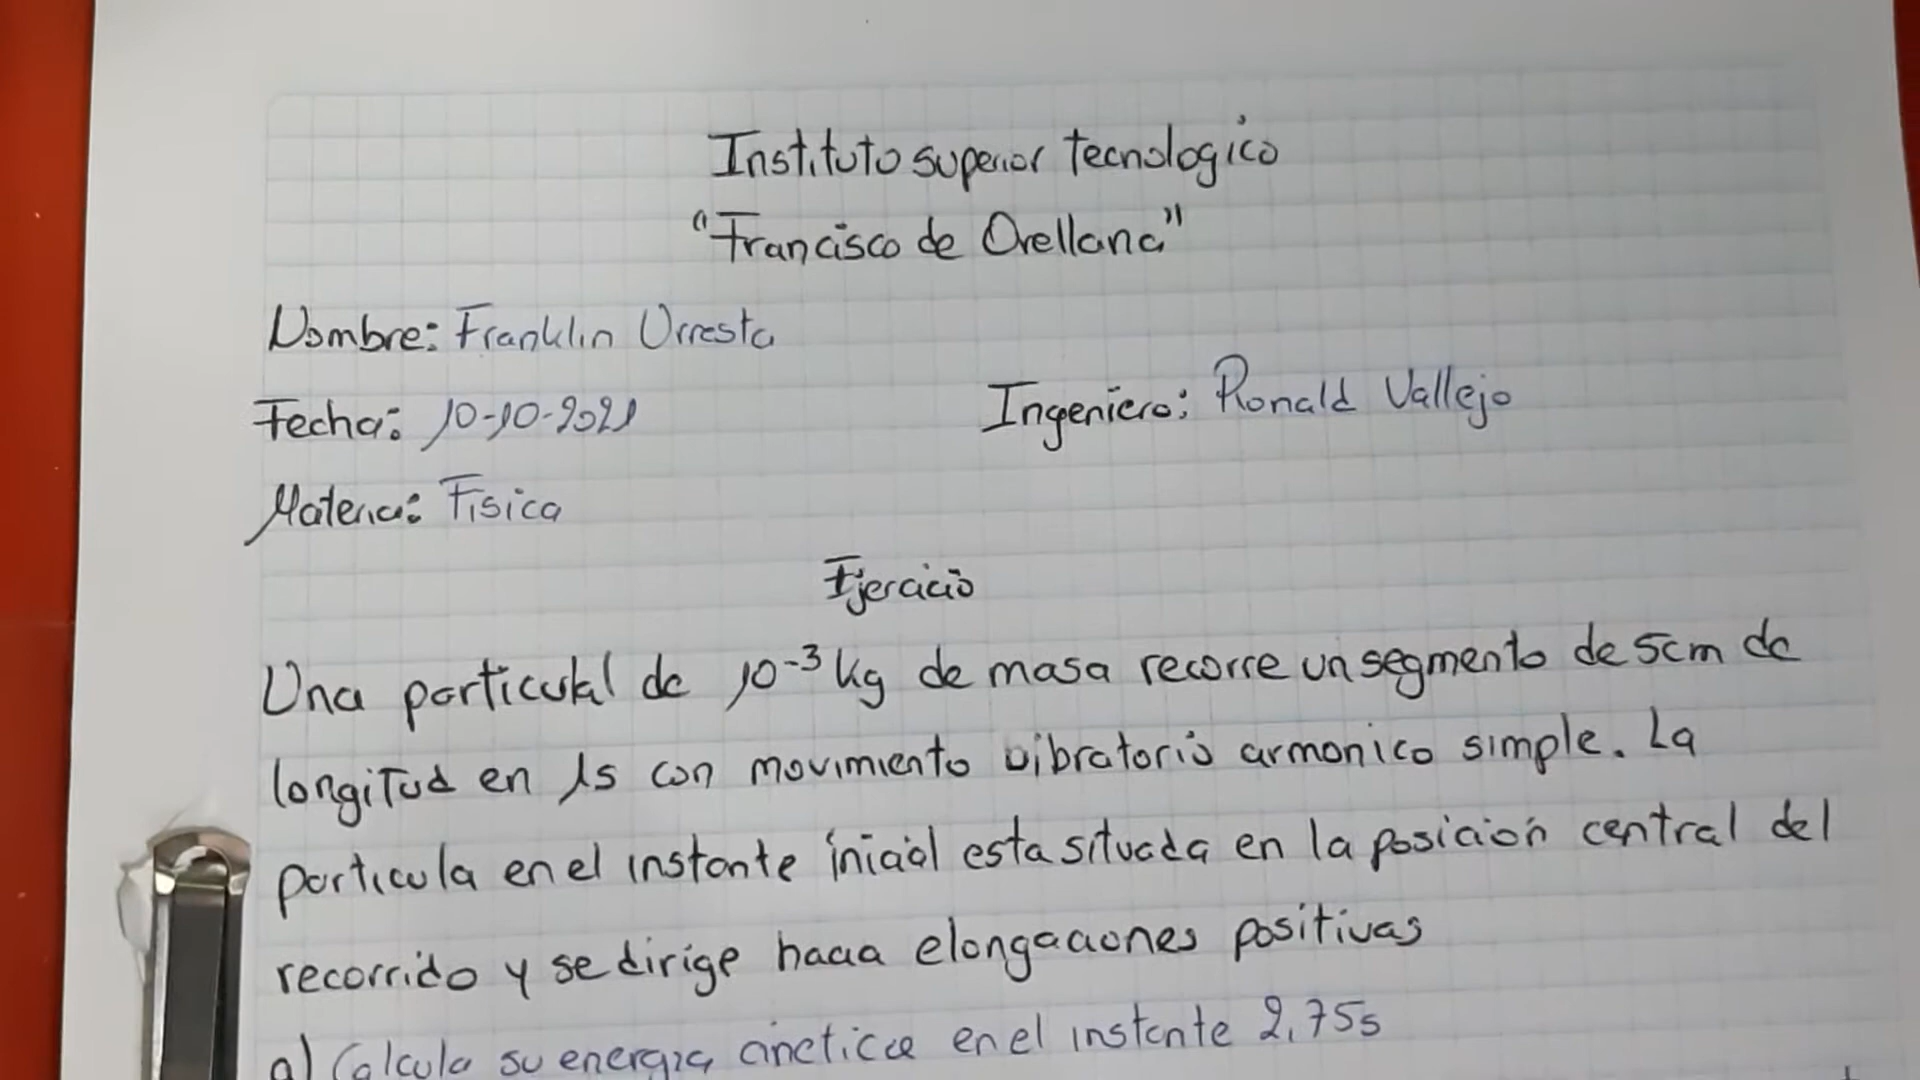 Instituto superior tecnologico
"Francisco de Orellana"
Nombre: Franklin Urresta
Fecha: 10-10-2021
Ingeniero: Ronald Vallejo
Materia: Fisica
Ejercicio
Una particulal de 10⁻³ kg de masa recorre un segmento de 5cm de
longitud en 1s con movimiento vibratorio armonico simple. La
particula en el instante inicial esta situada en la posición central del
recorrido y se dirige hacia elongaciones positivas
a) Calcula su energia cinetica en el instante 2,75s